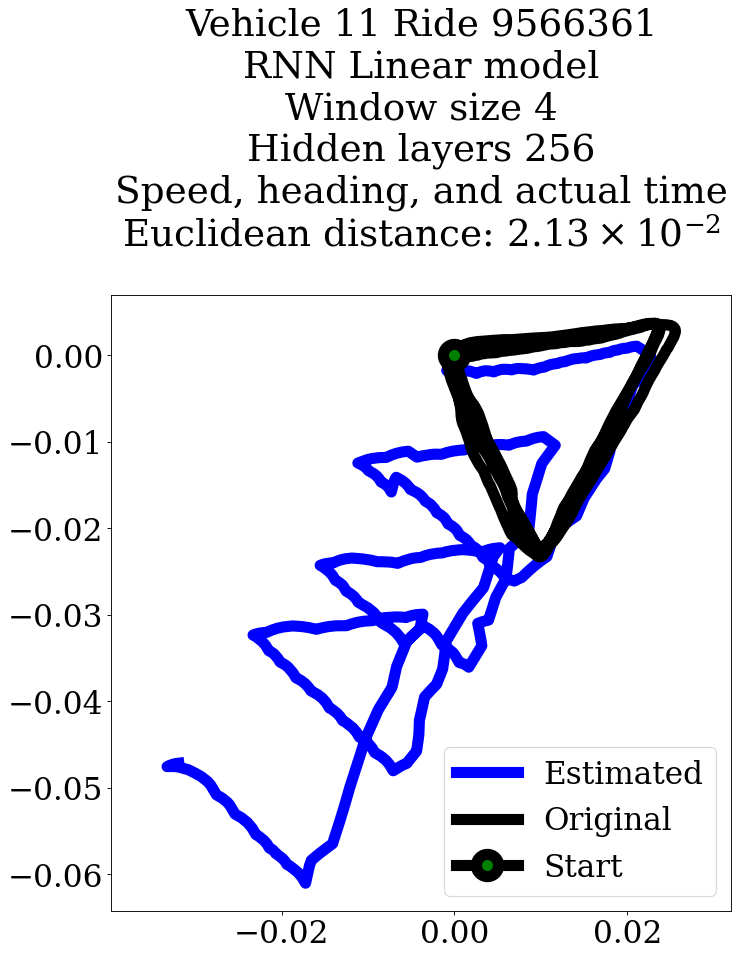 Vehicle 11 Ride 9566361
RNN Linear model
Window size 4
Hidden layers 256
Speed, heading, and actual time
Euclidean distance: 2.13 × 10⁻²
0.00
−0.01
−0.02
−0.03
−0.04
−0.05
−0.06
Estimated
Original
Start
−0.02 0.00 0.02